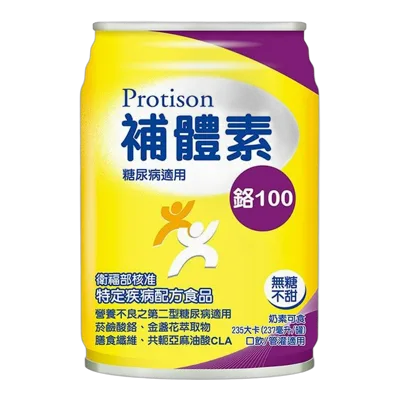 Protison
補體素
糖尿病適用
鉻100
衛福部核准
特定疾病配方食品
無糖
不甜
營養不良之第二型糖尿病適用
菸鹼酸鉻、金盞花萃取物
膳食纖維、共軛亞麻油酸CLA
奶素可食
235大卡(237毫升/罐)
口飲/管灌適用